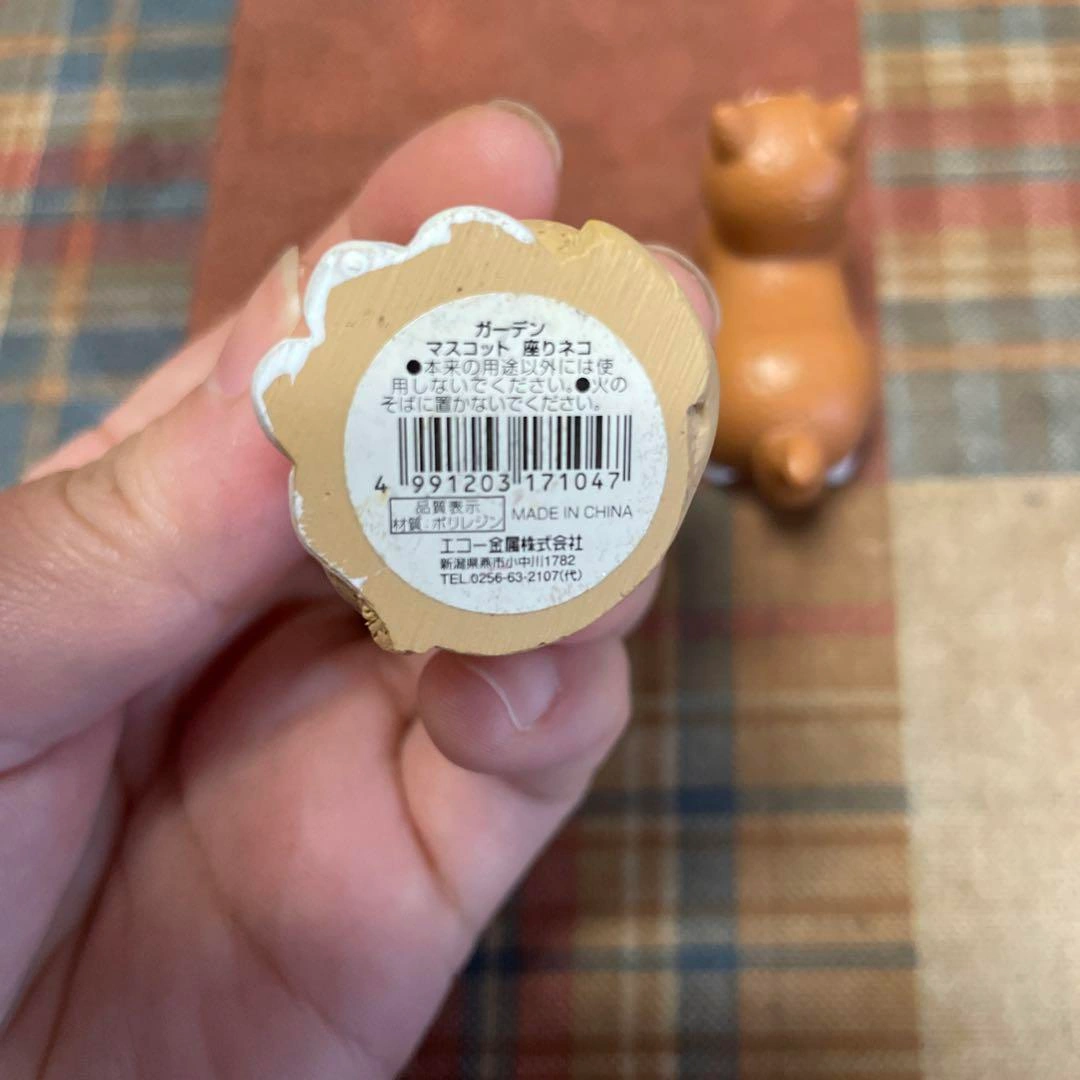 ガーデン
マスコット 座りネコ
●本来の用途以外には使
用しないでください。●火の
そばに置かないでください。
4 991203 171047
品質表示
材質：ポリレジン
MADE IN CHINA
エコー金属株式会社
新潟県燕市小中川1782
TEL.0256-63-2107(代)